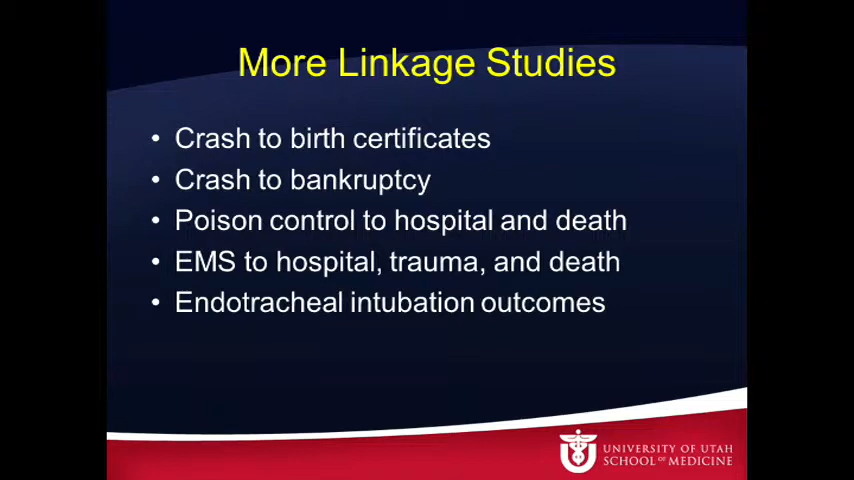 More Linkage Studies
• Crash to birth certificates
• Crash to bankruptcy
• Poison control to hospital and death
• EMS to hospital, trauma, and death
• Endotracheal intubation outcomes
UNIVERSITY OF UTAH
SCHOOL OF MEDICINE